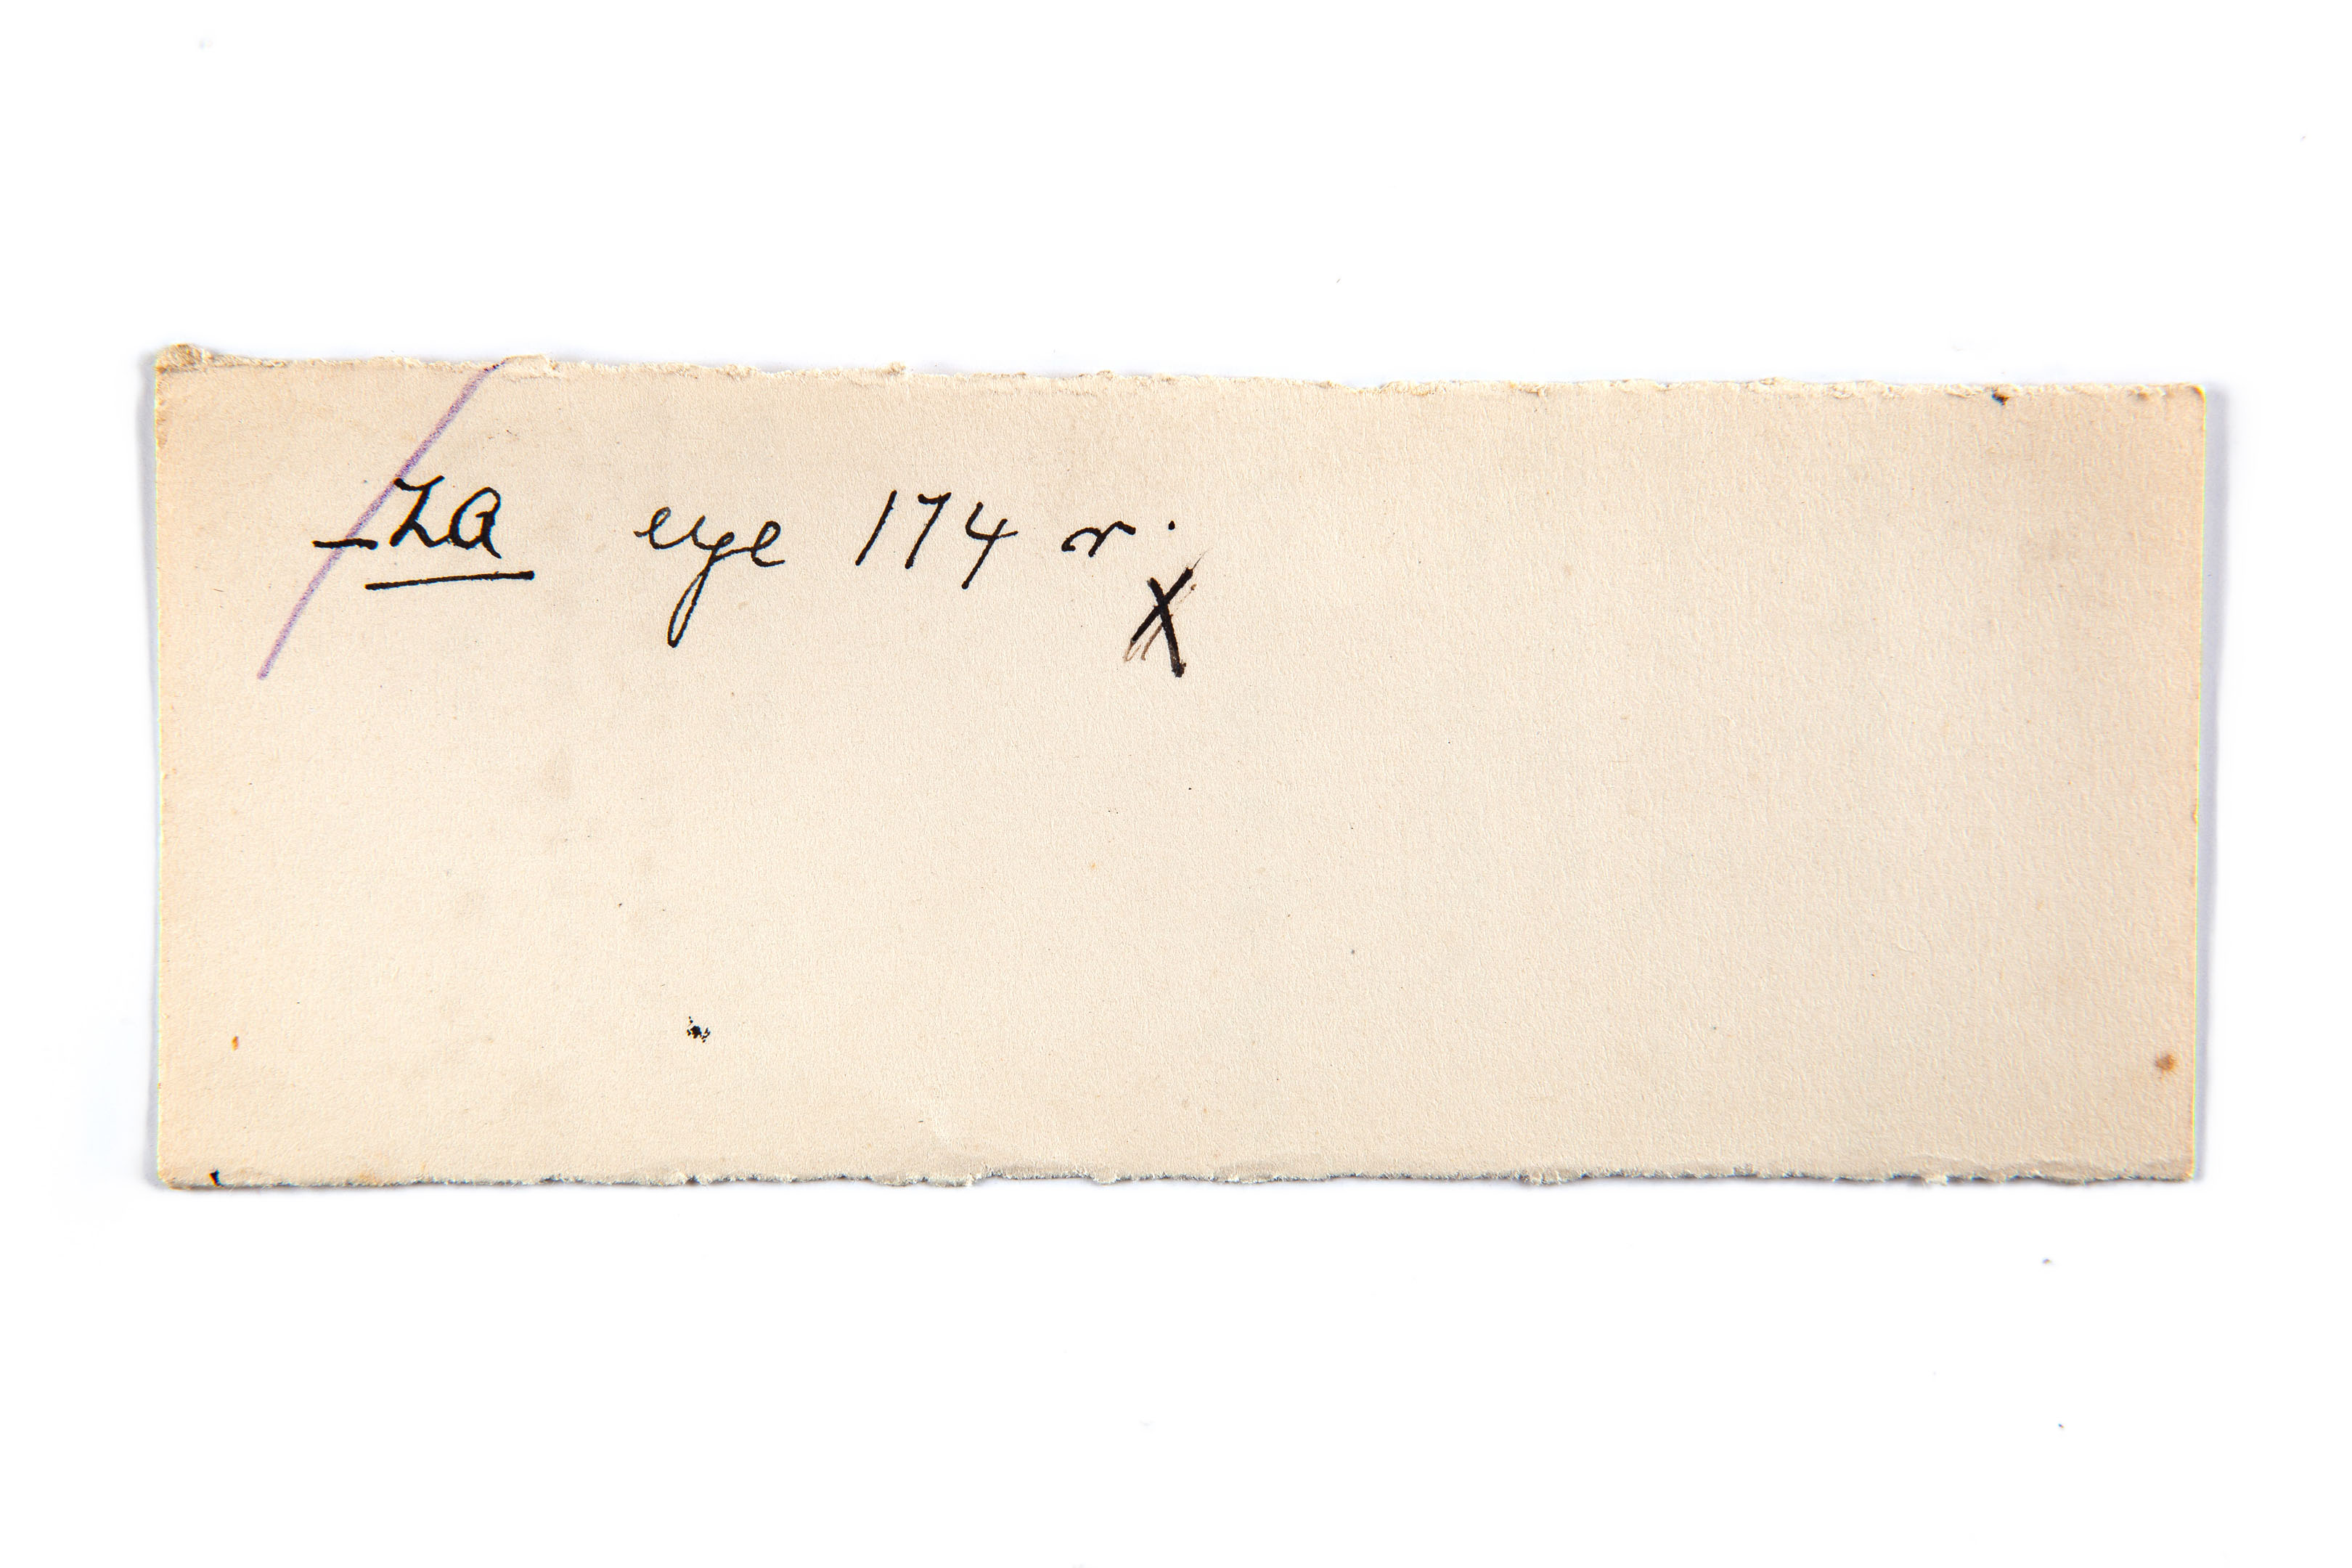 -za eye 174 r.
X